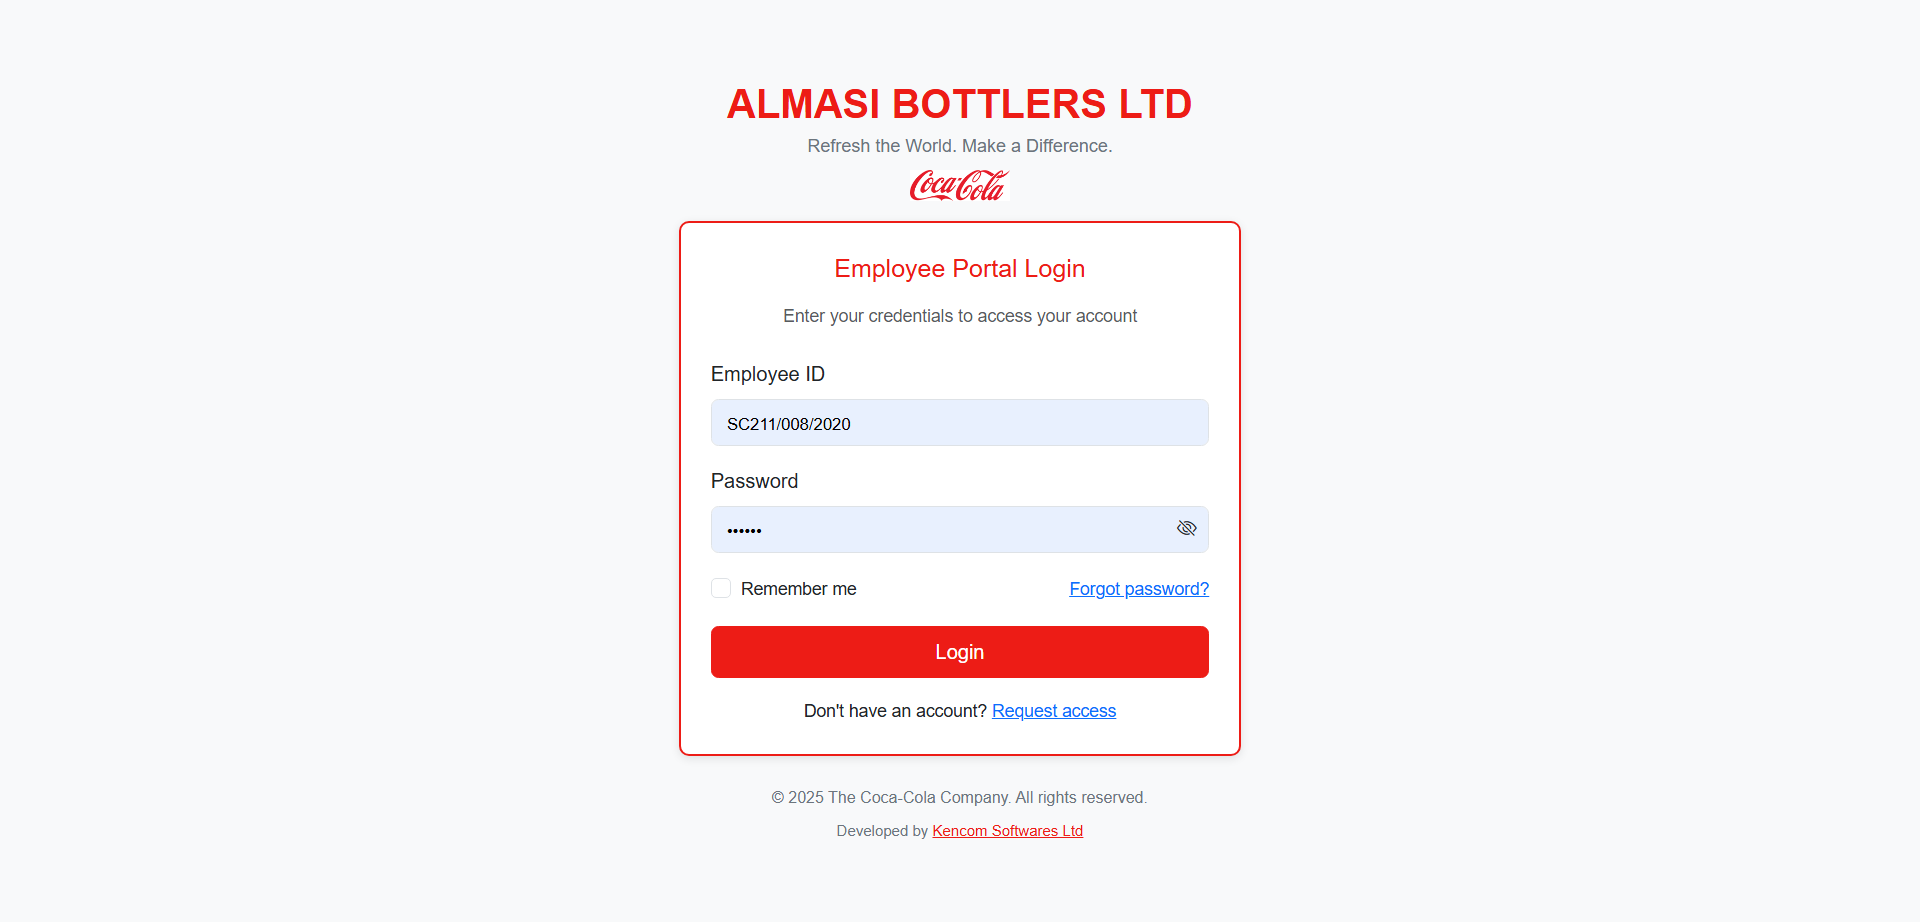 ALMASI BOTTLERS LTD
Refresh the World. Make a Difference.
Coca-Cola
Employee Portal Login
Enter your credentials to access your account
Employee ID
SC211/008/2020
Password
••••••
Remember me
Forgot password?
Login
Don't have an account? Request access
© 2025 The Coca-Cola Company. All rights reserved.
Developed by Kencom Softwares Ltd